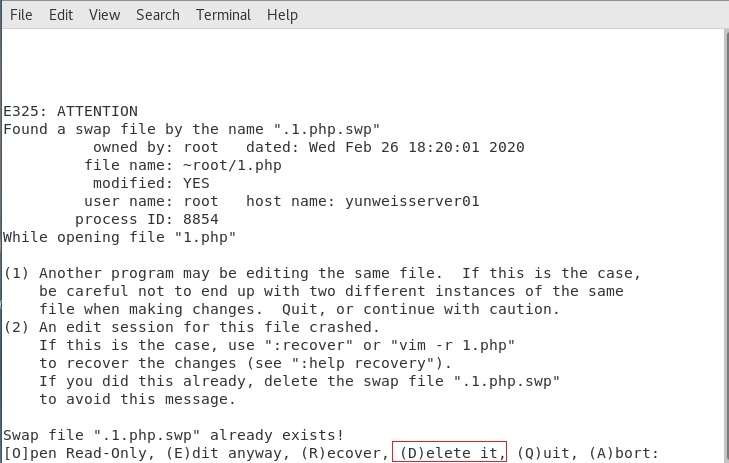 File Edit View Search Terminal Help
E325: ATTENTION
Found a swap file by the name ".1.php.swp"
owned by: root dated: Wed Feb 26 18:20:01 2020
file name: ~root/1.php
modified: YES
user name: root host name: yunweisserver01
process ID: 8854
While opening file "1.php"
(1) Another program may be editing the same file. If this is the case,
be careful not to end up with two different instances of the same
file when making changes. Quit, or continue with caution.
(2) An edit session for this file crashed.
If this is the case, use ":recover" or "vim -r 1.php"
to recover the changes (see ":help recovery").
If you did this already, delete the swap file ".1.php.swp"
to avoid this message.
Swap file ".1.php.swp" already exists!
[O]pen Read-Only, (E)dit anyway, (R)ecover, (D)elete it, (Q)uit, (A)bort: